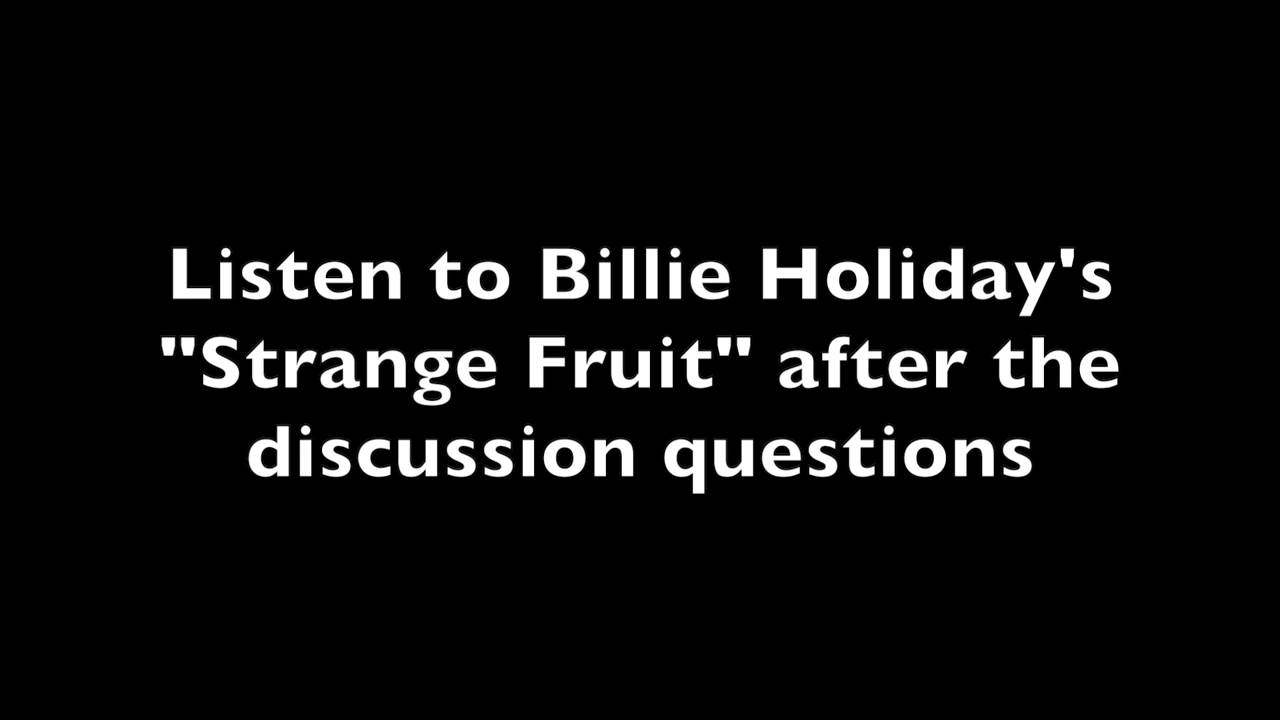 Listen to Billie Holiday's
"Strange Fruit" after the
discussion questions